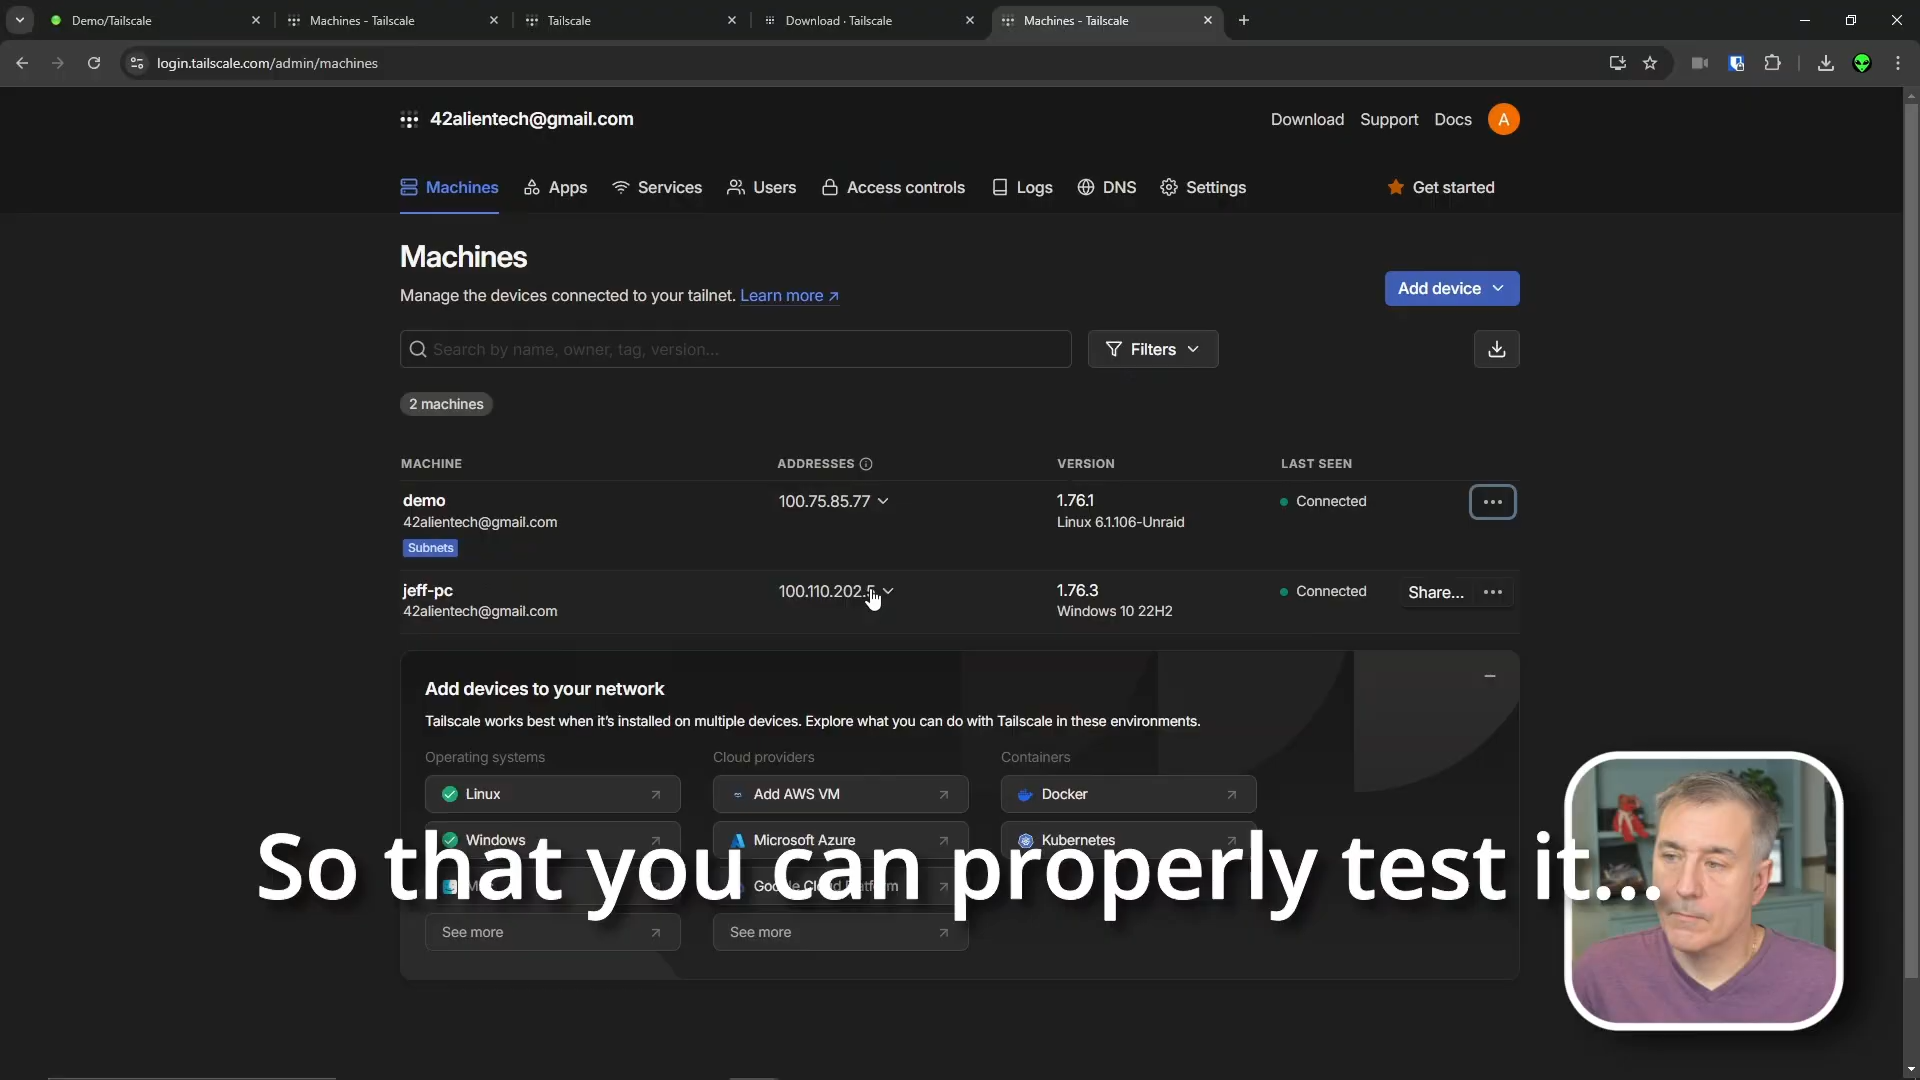 Demo/Tailscale
Machines - Tailscale
Tailscale
Download · Tailscale
Machines - Tailscale
login.tailscale.com/admin/machines
42alientech@gmail.com
Download Support Docs A
Machines Apps Services Users Access controls Logs DNS Settings Get started
Machines
Manage the devices connected to your tailnet. Learn more ↗
Add device
Search by name, owner, tag, version...
Filters
2 machines
MACHINE ADDRESSES VERSION LAST SEEN
demo 100.75.85.77 1.76.1 Connected
42alientech@gmail.com Linux 6.1.106-Unraid
Subnets
jeff-pc 100.110.202.5 1.76.3 Connected Share...
42alientech@gmail.com Windows 10 22H2
Add devices to your network
Tailscale works best when it's installed on multiple devices. Explore what you can do with Tailscale in these environments.
Operating systems Cloud providers Containers
Linux Add AWS VM Docker
Windows Microsoft Azure Kubernetes
Google Cloud Platform
So that you can properly test it...
See more See more